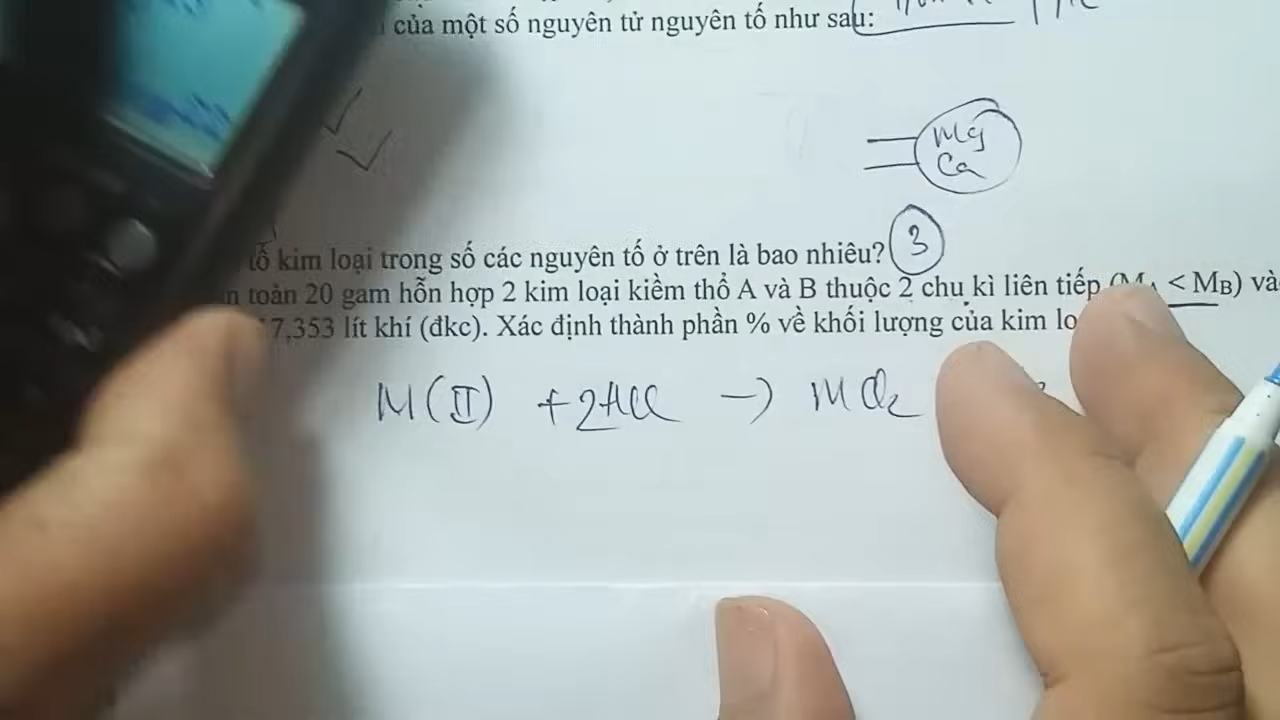 của một số nguyên tử nguyên tố như sau:
Mg
Ca
tố kim loại trong số các nguyên tố ở trên là bao nhiêu? 3
toàn 20 gam hỗn hợp 2 kim loại kiềm thổ A và B thuộc 2 chu kì liên tiếp < MB) và
7,353 lít khí (đkc). Xác định thành phần % về khối lượng của kim
M(II) + 2HCl → MCl2